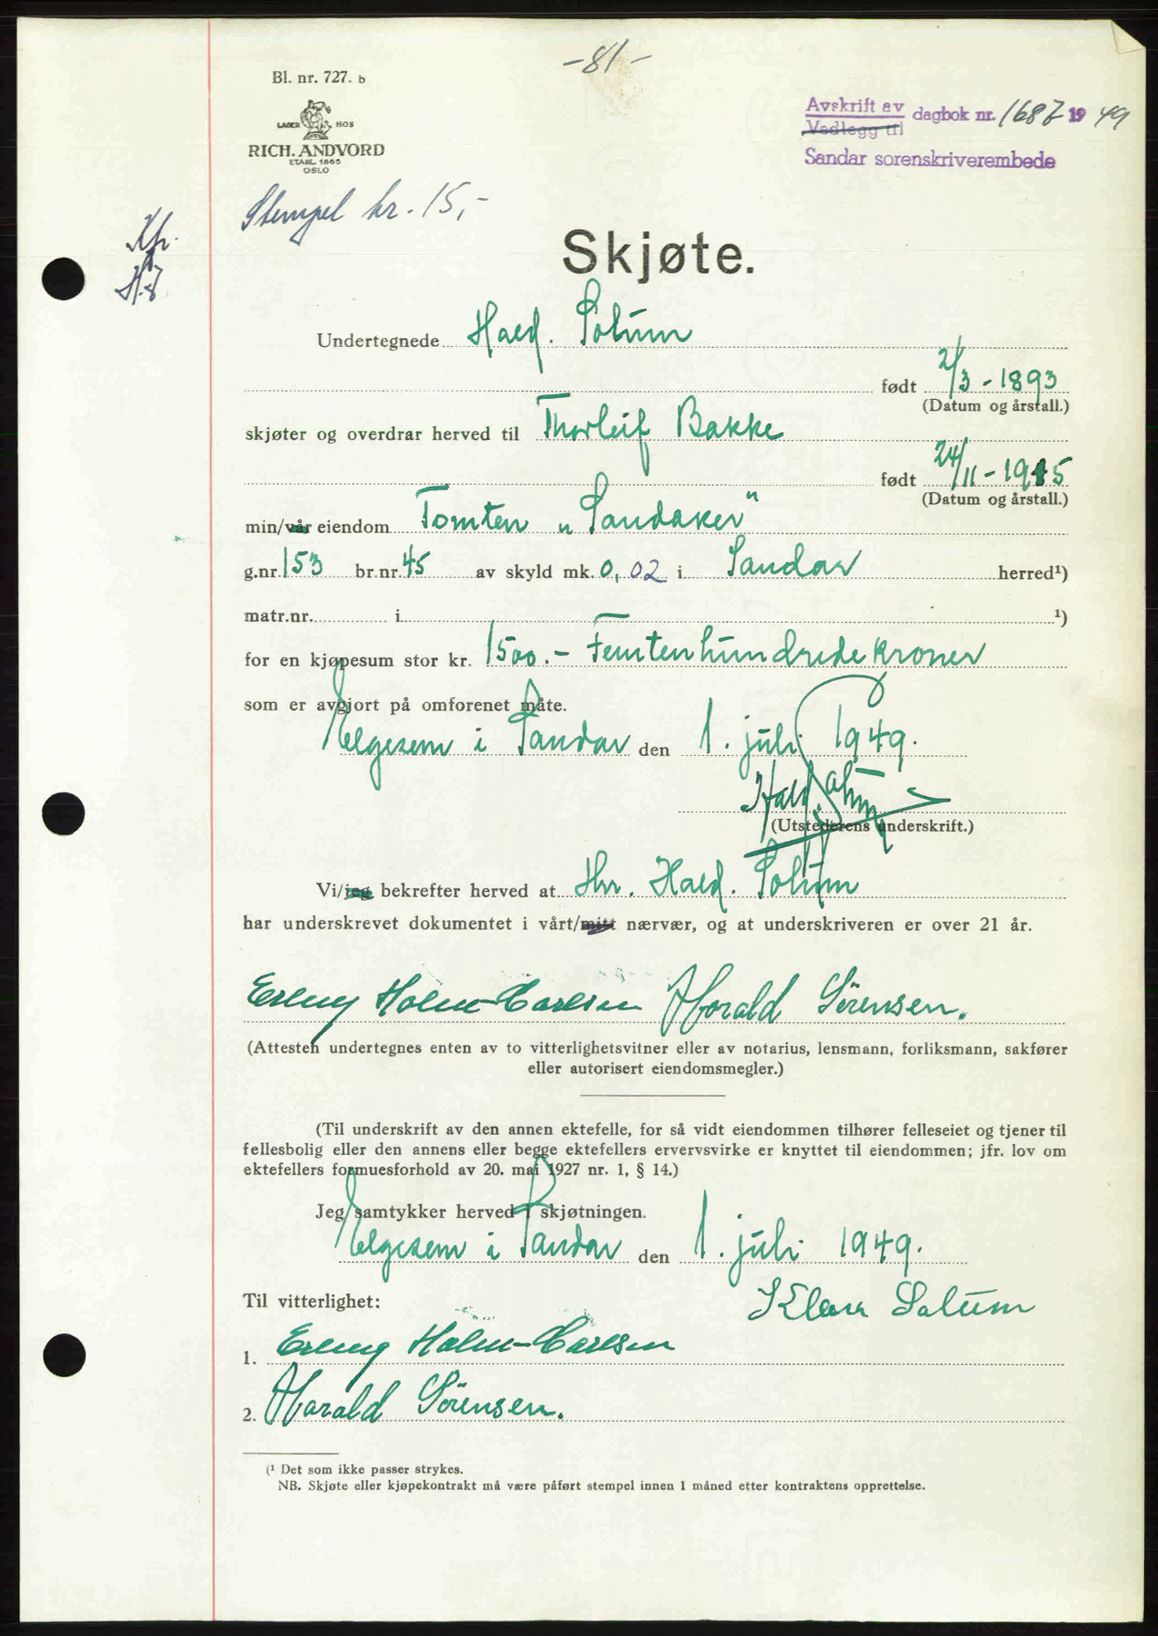 -81-
Bl. nr. 727. b
LAGER HOS
RICH. ANDVORD
ETABL. 1865
OSLO
Avskrift av dagbok nr. 1687 1949
Vedlegg til
Sandar sorenskriverembede
Stempel kr. 15,-
Skjøte.
Undertegnede Hald. Solum
født 2/3 - 1893
(Datum og årstall.)
skjøter og overdrar herved til Thorleif Bakke
født 24/11 - 1915
(Datum og årstall.)
min/vår eiendom Tomten „Sandaker"
g.nr. 153 br.nr. 45 av skyld mk. 0,02 i Sandar herred¹)
matr.nr. i ¹)
for en kjøpesum stor kr. 1500.- Femtenhundrede kroner
som er avgjort på omforenet måte.
Elgesem i Sandar den 1. juli 1949.
Hald. Solum
(Utstederens underskrift.)
Vi/jeg bekrefter herved at Hr. Hald. Solum
har underskrevet dokumentet i vårt/mitt nærvær, og at underskriveren er over 21 år.
Erling Holm-Carlsen Harald Sørensen.
(Attesten undertegnes enten av to vitterlighetsvitner eller av notarius, lensmann, forliksmann, sakfører
eller autorisert eiendomsmegler.)
(Til underskrift av den annen ektefelle, for så vidt eiendommen tilhører felleseiet og tjener til
fellesbolig eller den annens eller begge ektefellers ervervsvirke er knyttet til eiendommen; jfr. lov om
ektefellers formuesforhold av 20. mai 1927 nr. 1, § 14.)
Jeg samtykker herved i skjøtningen.
Elgesem i Sandar den 1. juli 1949.
Til vitterlighet:
Klara Solum
1. Erling Holm-Carlsen
2. Harald Sørensen.
(¹ Det som ikke passer strykes.
NB. Skjøte eller kjøpekontrakt må være påført stempel innen 1 måned etter kontraktens opprettelse.